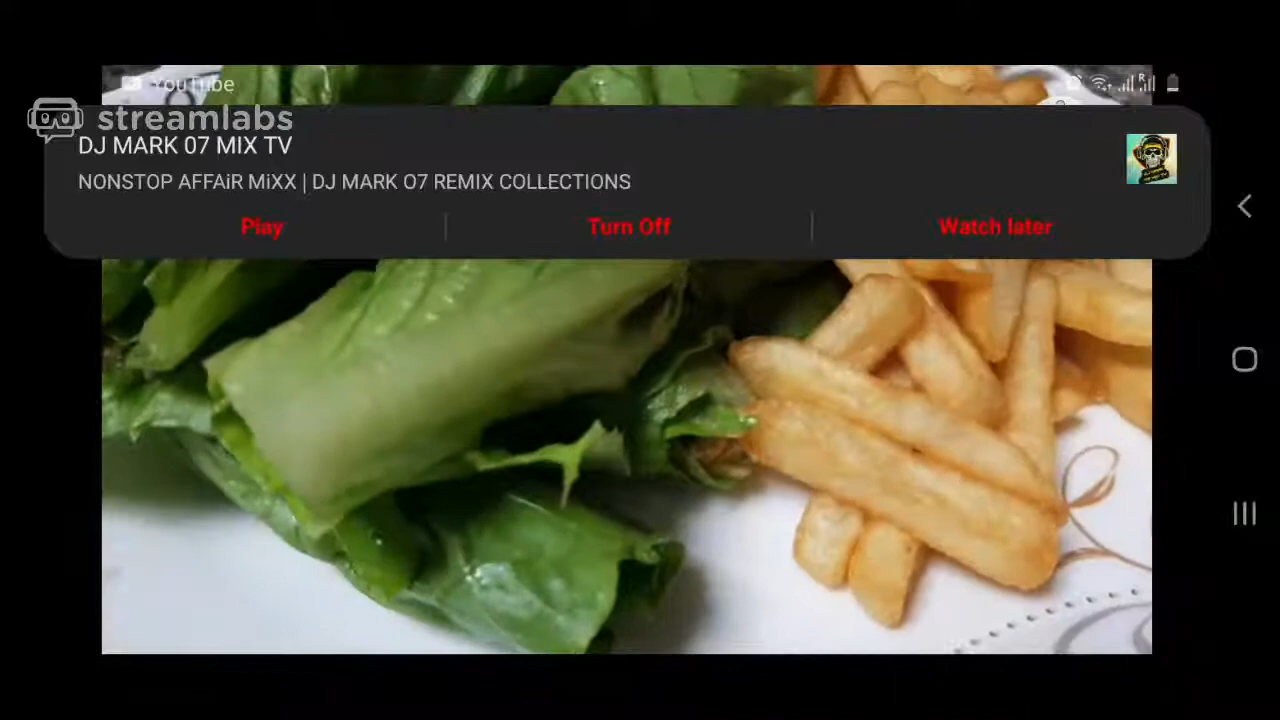 YouTube
streamlabs
DJ MARK 07 MIX TV
NONSTOP AFFAiR MiXX | DJ MARK O7 REMIX COLLECTIONS
Play
Turn Off
Watch later